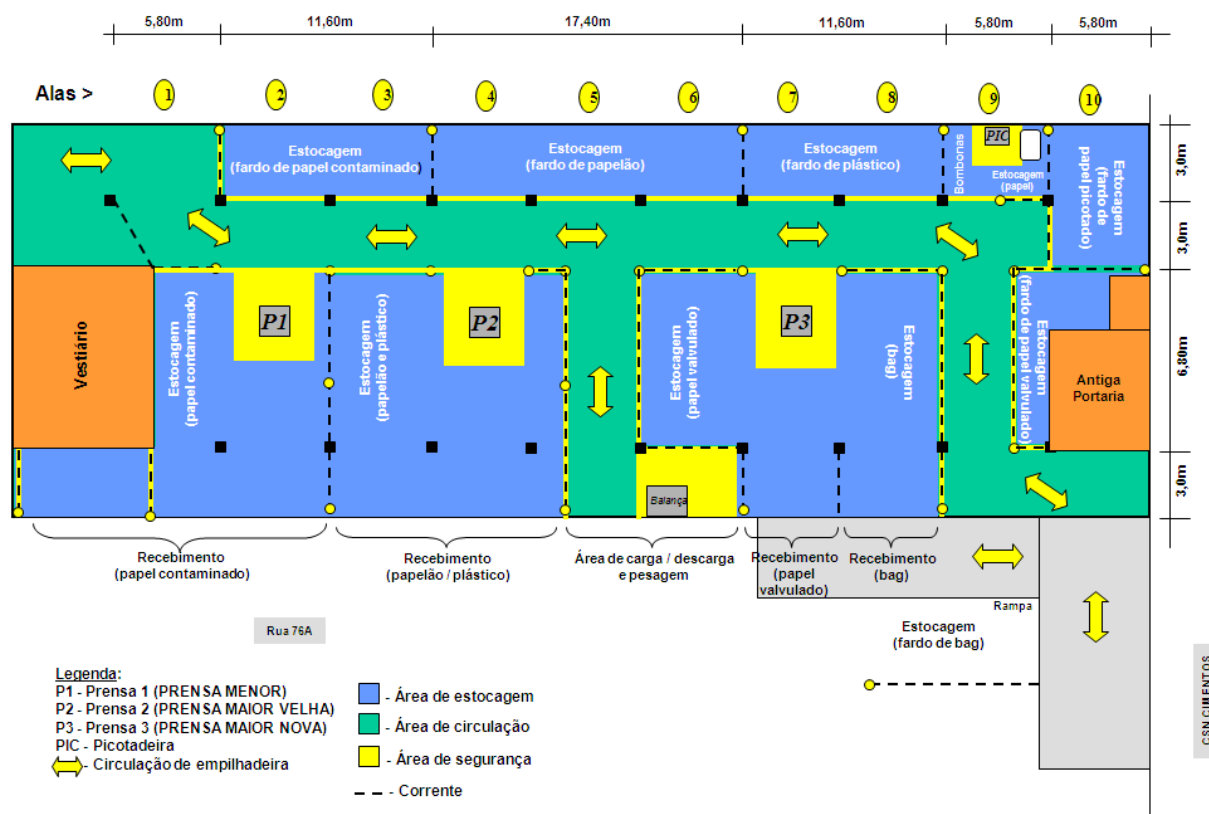 5,80m
11,60m
17,40m
11,60m
5,80m
5,80m
Alas >
1
2
3
4
5
6
7
8
9
10
Estocagem
(fardo de papel contaminado)
Estocagem
(fardo de papelão)
Estocagem
(fardo de plástico)
Bombonas
PIC
Estocagem
(papel)
Estocagem
(fardo de
papel picotado)
3,0m
3,0m
6,80m
3,0m
Vestiário
Estocagem
(papel contaminado)
P1
Estocagem
(papelão e plástico)
P2
Estocagem
(papel valvulado)
P3
Estocagem
(bag)
Estocagem
(fardo de papel valvulado)
Antiga
Portaria
Balança
Recebimento
(papel contaminado)
Recebimento
(papelão / plástico)
Área de carga / descarga
e pesagem
Recebimento
(papel
valvulado)
Recebimento
(bag)
Rampa
Estocagem
(fardo de bag)
Rua 76A
CSN CIMENTOS
Legenda:
P1 - Prensa 1 (PRENSA MENOR)
P2 - Prensa 2 (PRENSA MAIOR VELHA)
P3 - Prensa 3 (PRENSA MAIOR NOVA)
PIC - Picotadeira
- Circulação de empilhadeira
- Área de estocagem
- Área de circulação
- Área de segurança
- Corrente